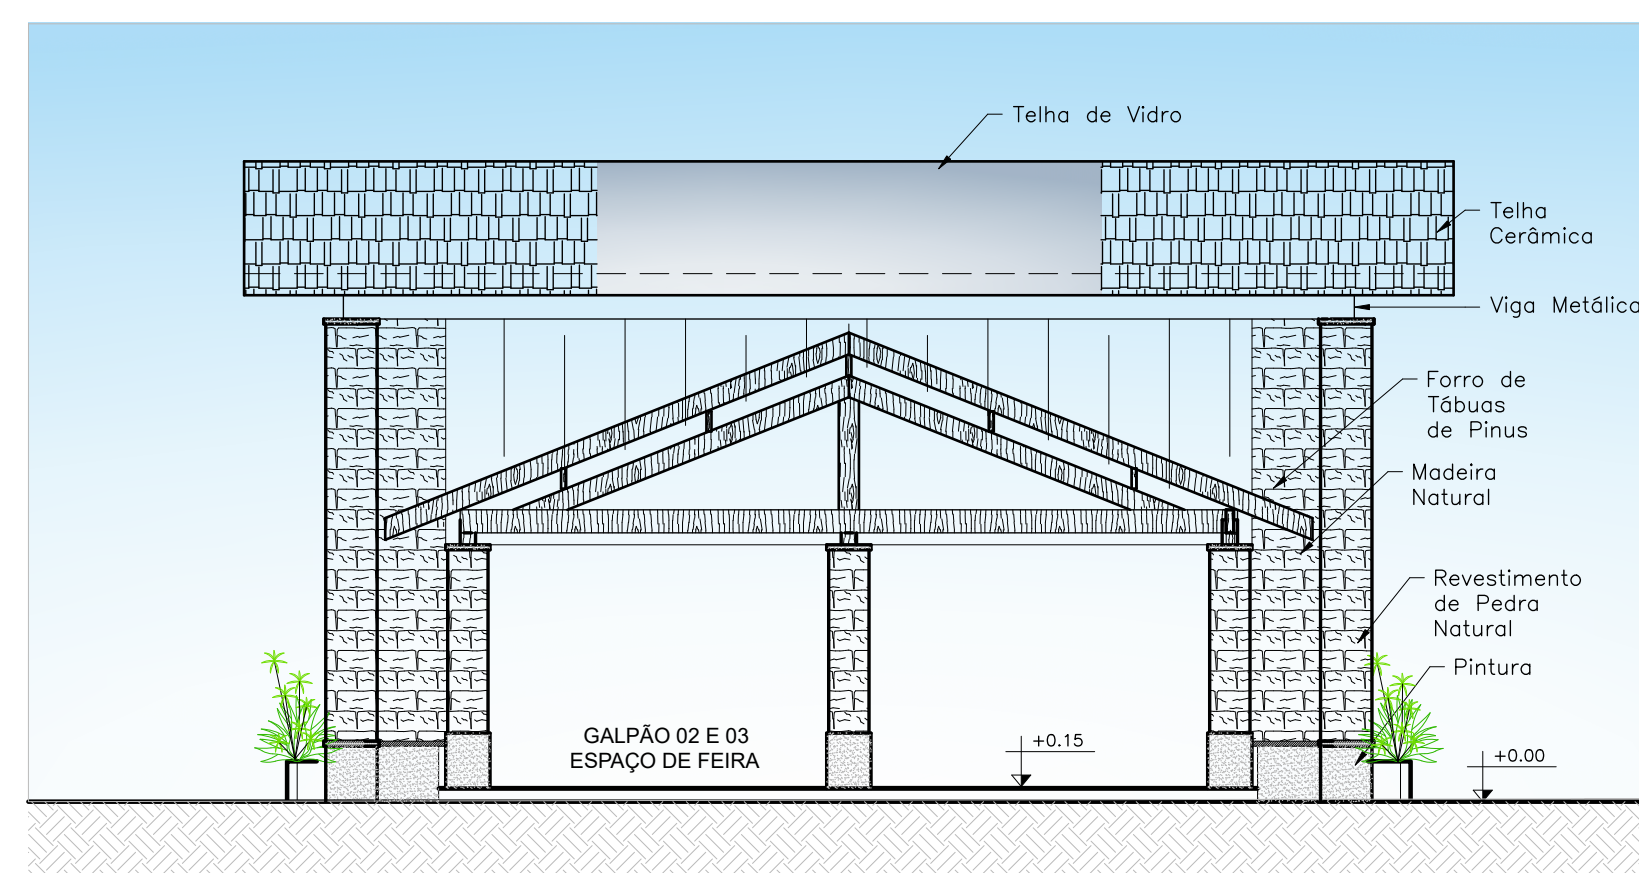 Telha de Vidro
Telha
Cerâmica
Viga Metálica
Forro de
Tábuas
de Pinus
Madeira
Natural
Revestimento
de Pedra
Natural
Pintura
GALPÃO 02 E 03
ESPAÇO DE FEIRA
+0.15
+0.00